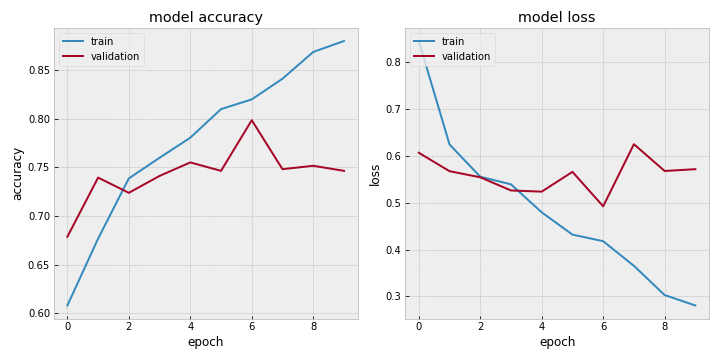 model accuracy
train
validation
0.85
0.80
0.75
0.70
0.65
0.60
accuracy
0
2
4
6
8
epoch
model loss
train
validation
0.8
0.7
0.6
0.5
0.4
0.3
loss
0
2
4
6
8
epoch